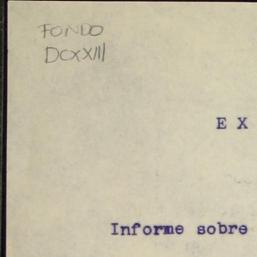 FONDO
DCXXIII
E X
Informe sobre